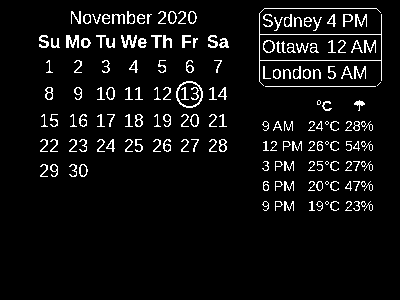 November 2020
Su Mo Tu We Th Fr Sa
1 2 3 4 5 6 7
8 9 10 11 12 13 14
15 16 17 18 19 20 21
22 23 24 25 26 27 28
29 30
Sydney 4 PM
Ottawa 12 AM
London 5 AM
°C ☂
9 AM 24°C 28%
12 PM 26°C 54%
3 PM 25°C 27%
6 PM 20°C 47%
9 PM 19°C 23%